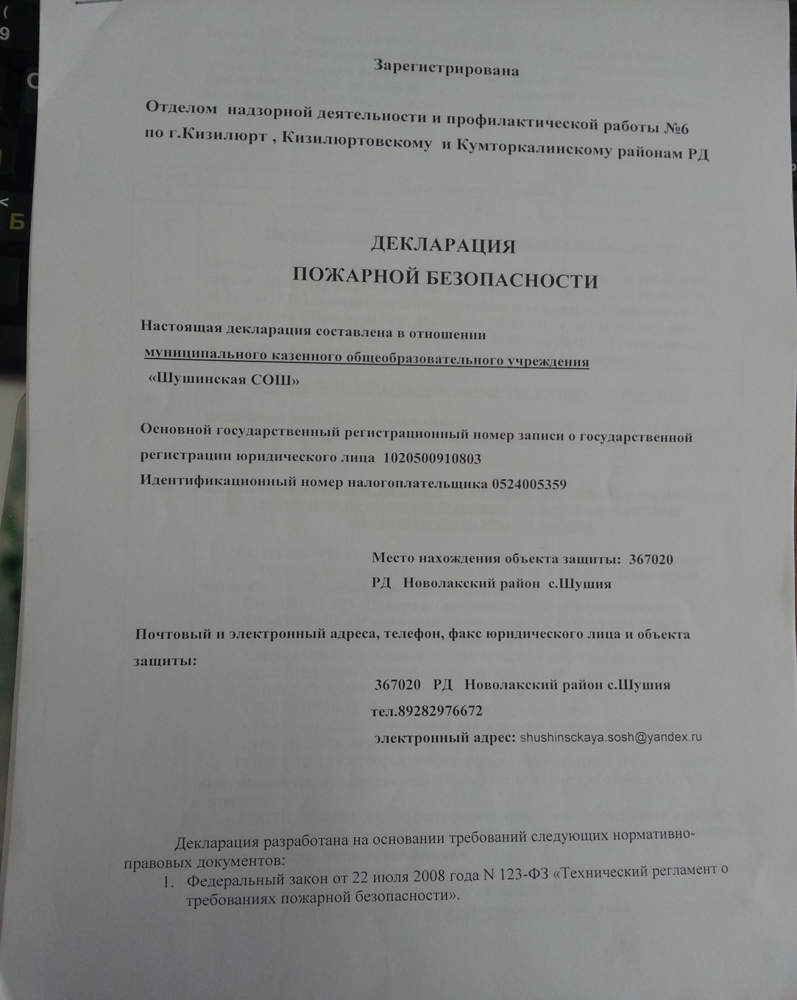 Зарегистрирована
Отделом надзорной деятельности и профилактической работы №6
по г.Кизилюрт , Кизилюртовскому и Кумторкалинскому районам РД
ДЕКЛАРАЦИЯ
ПОЖАРНОЙ БЕЗОПАСНОСТИ
Настоящая декларация составлена в отношении
муниципального казенного общеобразовательного учреждения
«Шушинская СОШ»
Основной государственный регистрационный номер записи о государственной
регистрации юридического лица 1020500910803
Идентификационный номер налогоплательщика 0524005359
Место нахождения объекта защиты: 367020
РД Новолакский район с.Шушия
Почтовый и электронный адреса, телефон, факс юридического лица и объекта
защиты:
367020 РД Новолакский район с.Шушия
тел.89282976672
электронный адрес: shushinsckaya.sosh@yandex.ru
Декларация разработана на основании требований следующих нормативно-
правовых документов:
1. Федеральный закон от 22 июля 2008 года N 123-ФЗ «Технический регламент о
требованиях пожарной безопасности».
(
9
C
<
Б